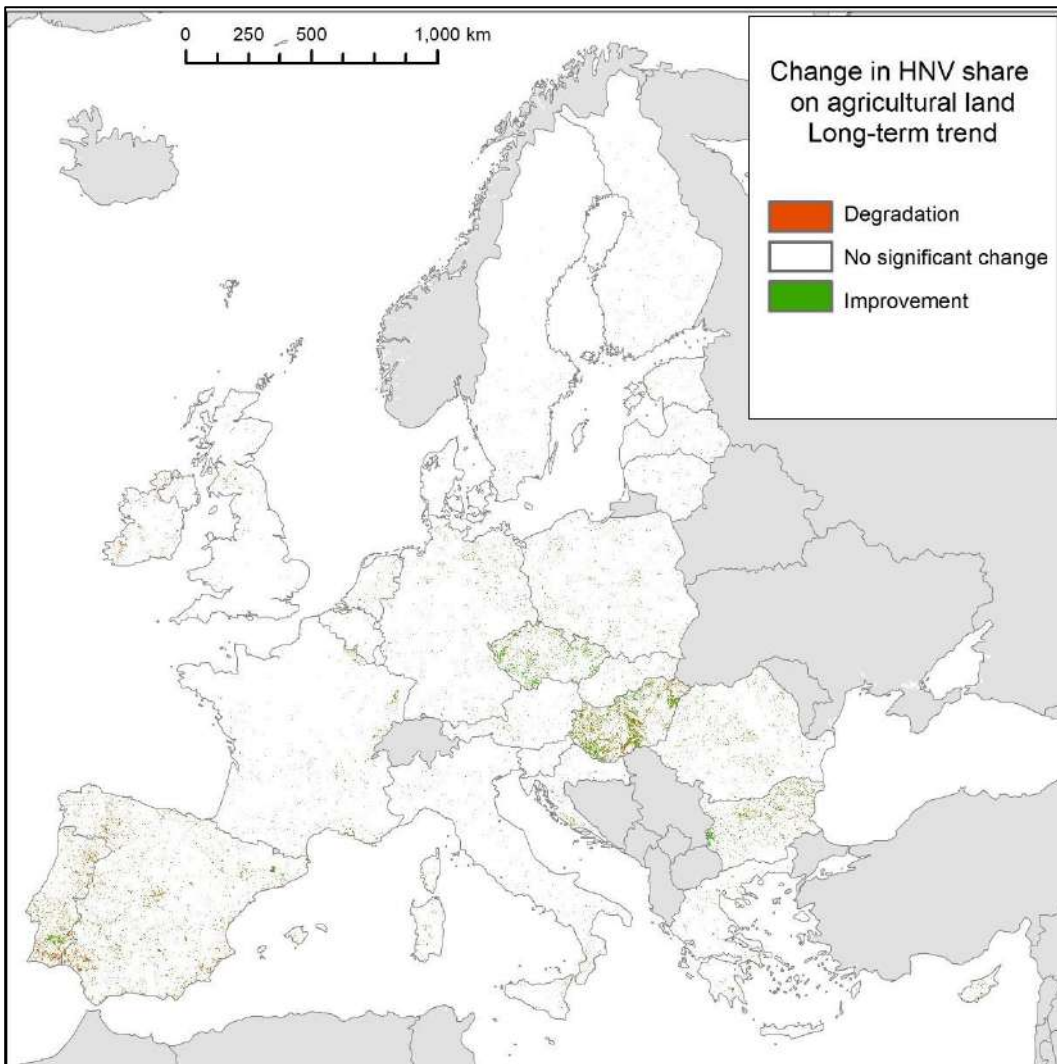 0 250 500 1,000 km
Change in HNV share
on agricultural land
Long-term trend
Degradation
No significant change
Improvement